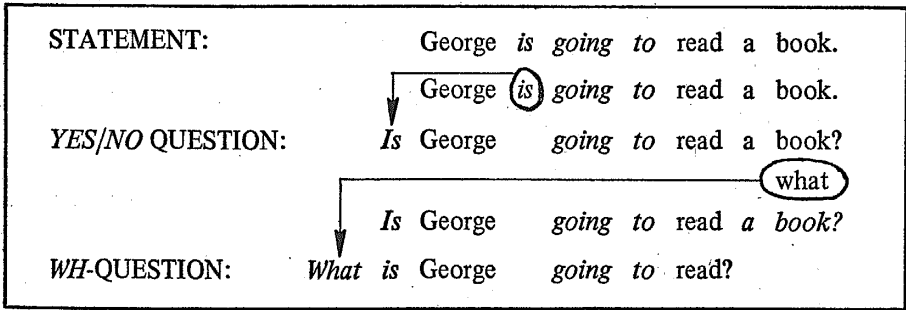 STATEMENT: George is going to read a book.
George is going to read a book.
YES/NO QUESTION: Is George going to read a book?
what
Is George going to read a book?
WH-QUESTION: What is George going to read?